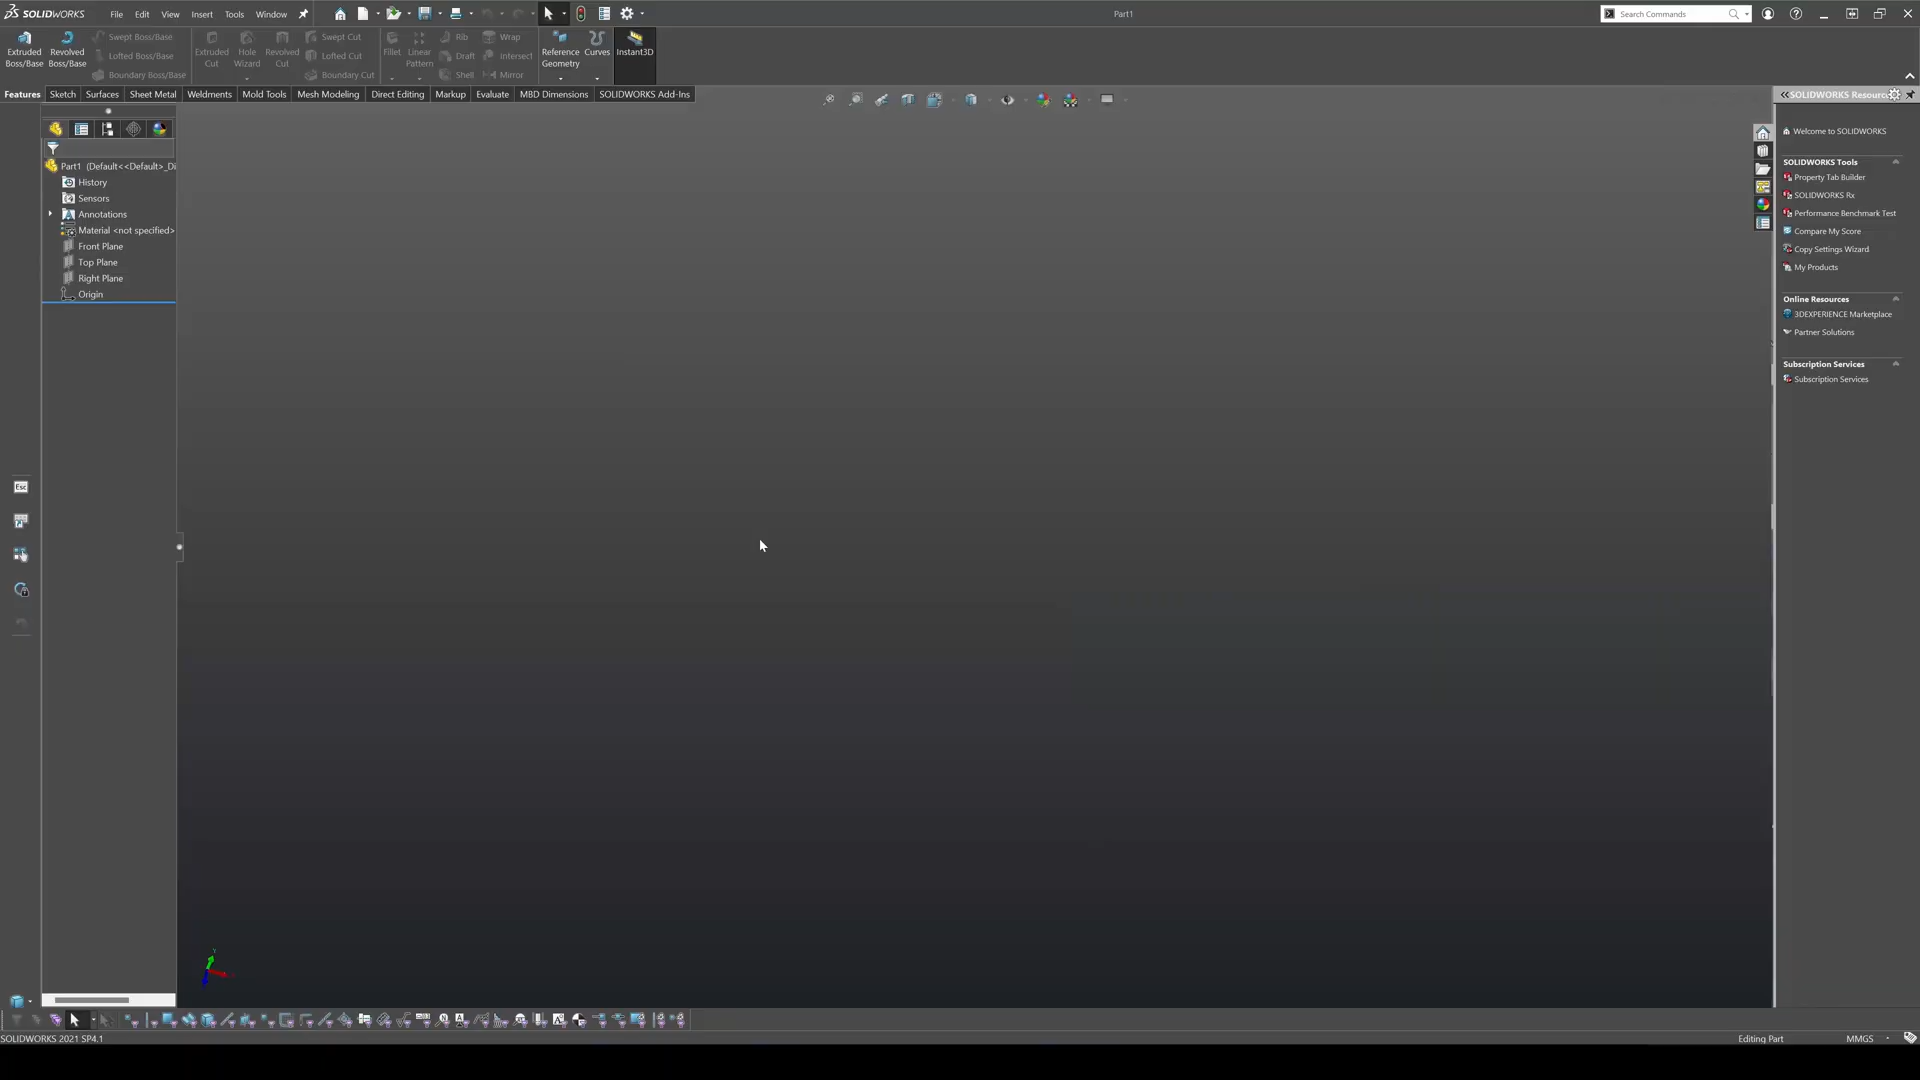 SOLIDWORKS File Edit View Insert Tools Window Part1 Search Commands
Extruded Boss/Base
Revolved Boss/Base
Swept Boss/Base
Lofted Boss/Base
Boundary Boss/Base
Extruded Cut
Hole Wizard
Revolved Cut
Swept Cut
Lofted Cut
Boundary Cut
Fillet
Linear Pattern
Rib
Draft
Shell
Wrap
Intersect
Mirror
Reference Geometry
Curves
Instant3D
Features Sketch Surfaces Sheet Metal Weldments Mold Tools Mesh Modeling Direct Editing Markup Evaluate MBD Dimensions SOLIDWORKS Add-Ins
Part1 (Default<<Default>_Di
History
Sensors
Annotations
Material <not specified>
Front Plane
Top Plane
Right Plane
Origin
Esc
SOLIDWORKS Resourc
Welcome to SOLIDWORKS
SOLIDWORKS Tools
Property Tab Builder
SOLIDWORKS Rx
Performance Benchmark Test
Compare My Score
Copy Settings Wizard
My Products
Online Resources
3DEXPERIENCE Marketplace
Partner Solutions
Subscription Services
Subscription Services
Y
SOLIDWORKS 2021 SP4.1 Editing Part MMGS